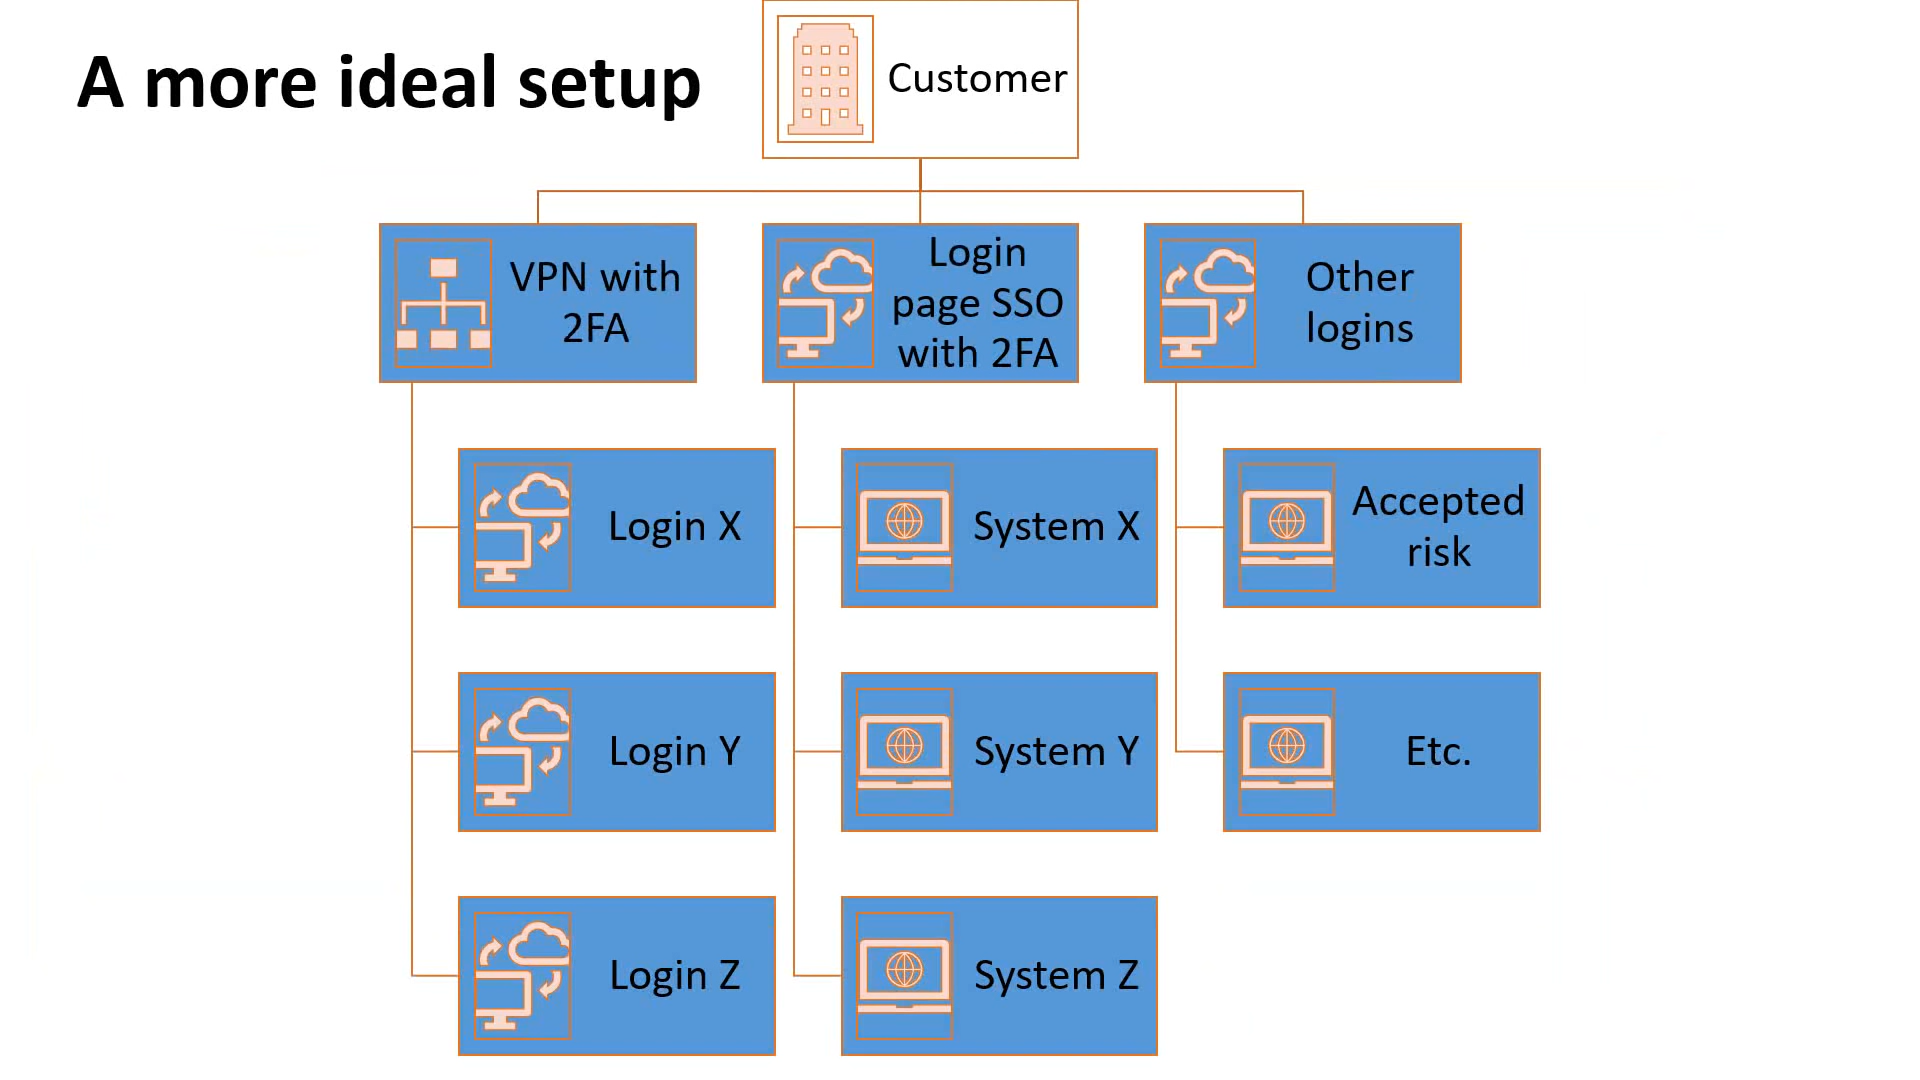 A more ideal setup
Customer
VPN with
2FA
Login
page SSO
with 2FA
Other
logins
Login X
System X
Accepted
risk
Login Y
System Y
Etc.
Login Z
System Z